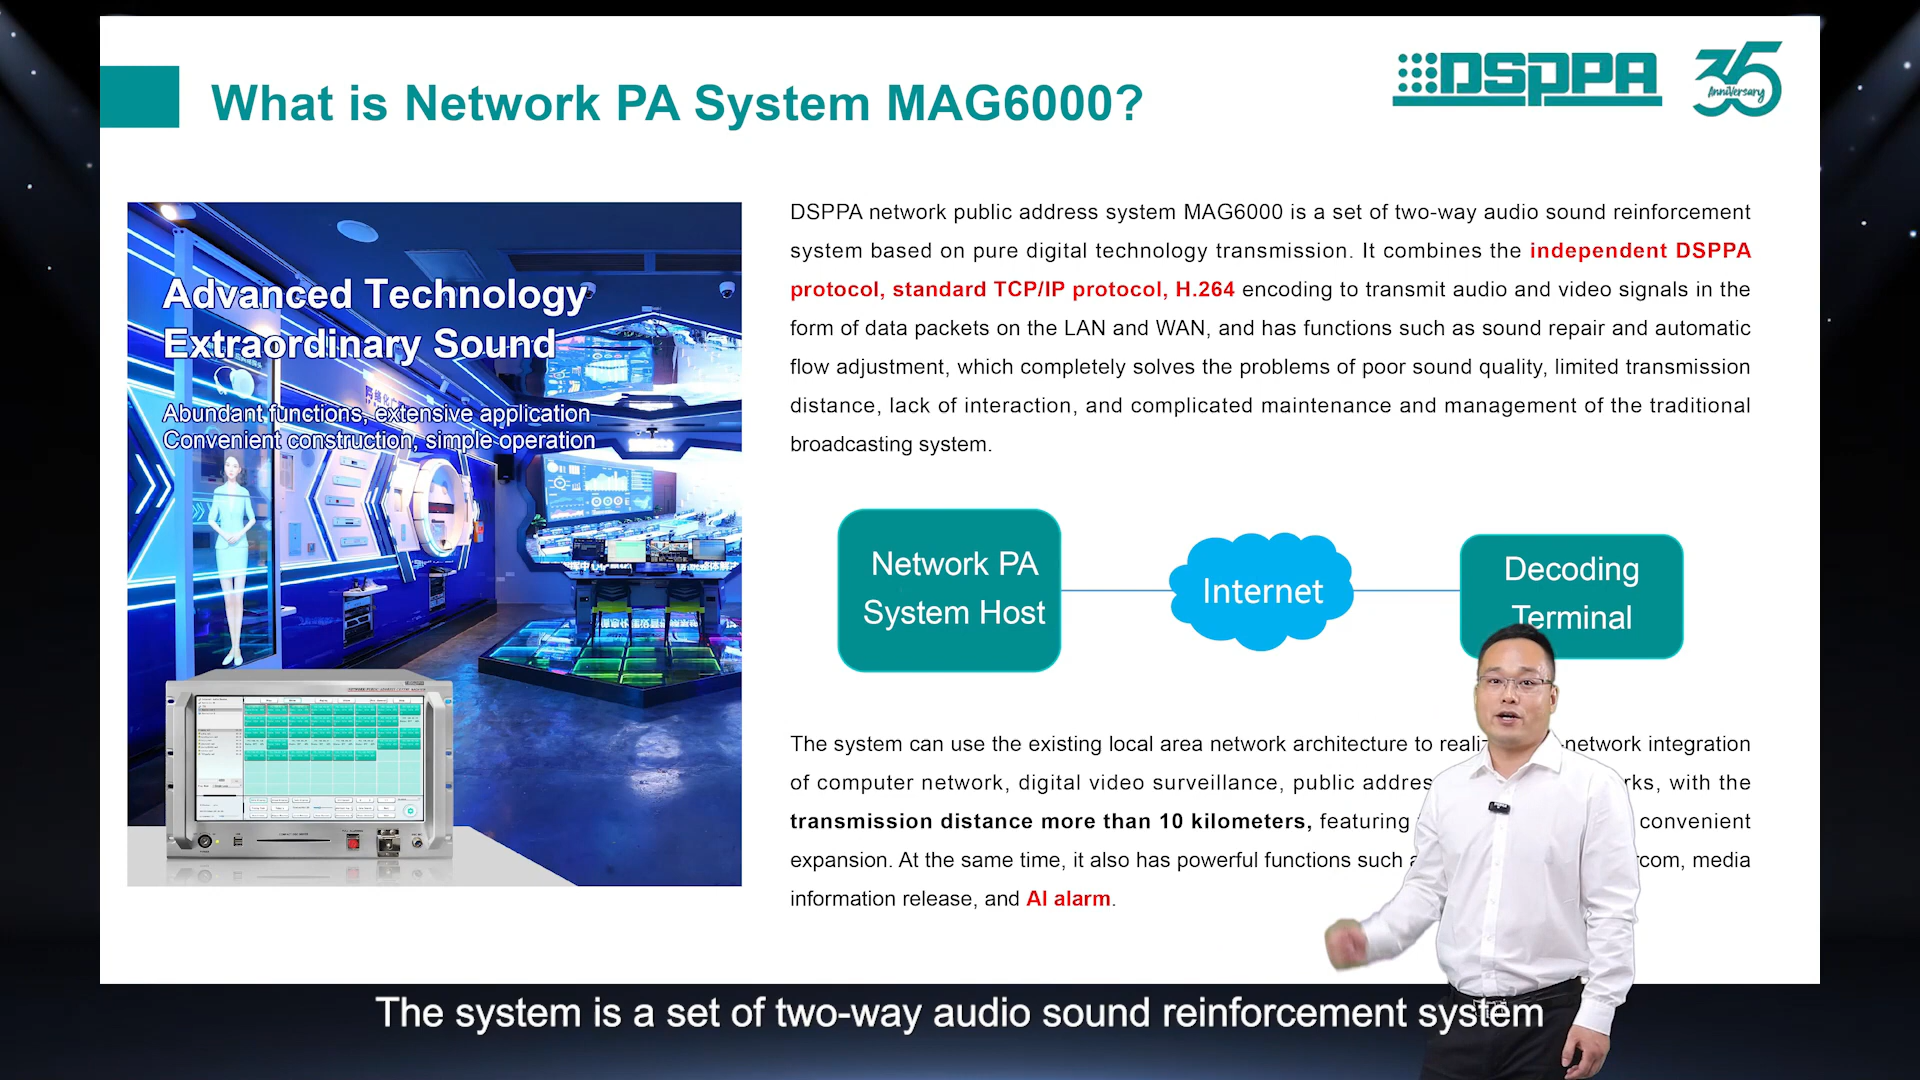 What is Network PA System MAG6000?
DSPPA
35
Anniversary
Advanced Technology
Extraordinary Sound
Abundant functions, extensive application
Convenient construction, simple operation
DSPPA network public address system MAG6000 is a set of two-way audio sound reinforcement
system based on pure digital technology transmission. It combines the independent DSPPA
protocol, standard TCP/IP protocol, H.264 encoding to transmit audio and video signals in the
form of data packets on the LAN and WAN, and has functions such as sound repair and automatic
flow adjustment, which completely solves the problems of poor sound quality, limited transmission
distance, lack of interaction, and complicated maintenance and management of the traditional
broadcasting system.
Network PA
System Host
Internet
Decoding
Terminal
The system can use the existing local area network architecture to network integration
of computer network, digital video surveillance, public with the
transmission distance more than 10 kilometers, featuring convenient
expansion. At the same time, it also has powerful functions such media
information release, and AI alarm.
The system is a set of two-way audio sound reinforcement system